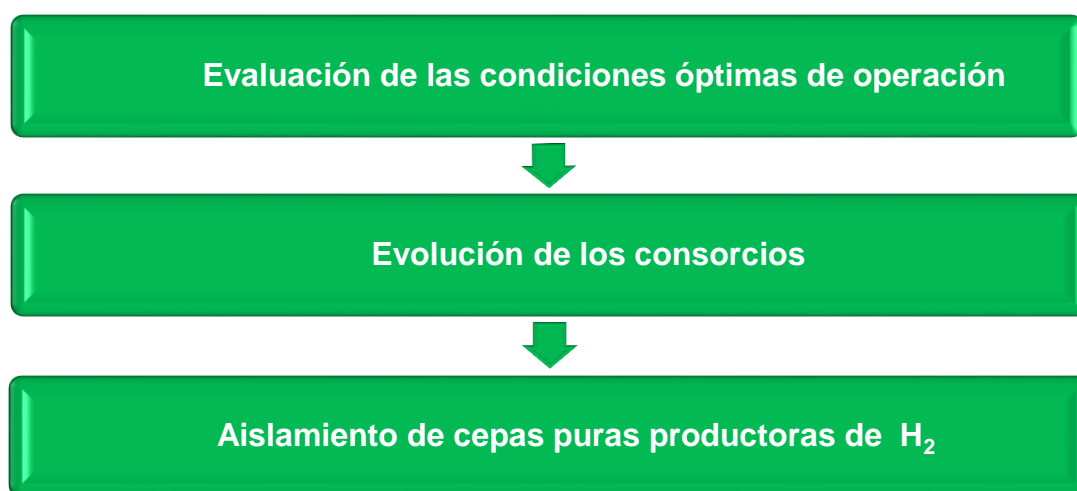 Evaluación de las condiciones óptimas de operación
Evolución de los consorcios
Aislamiento de cepas puras productoras de H₂